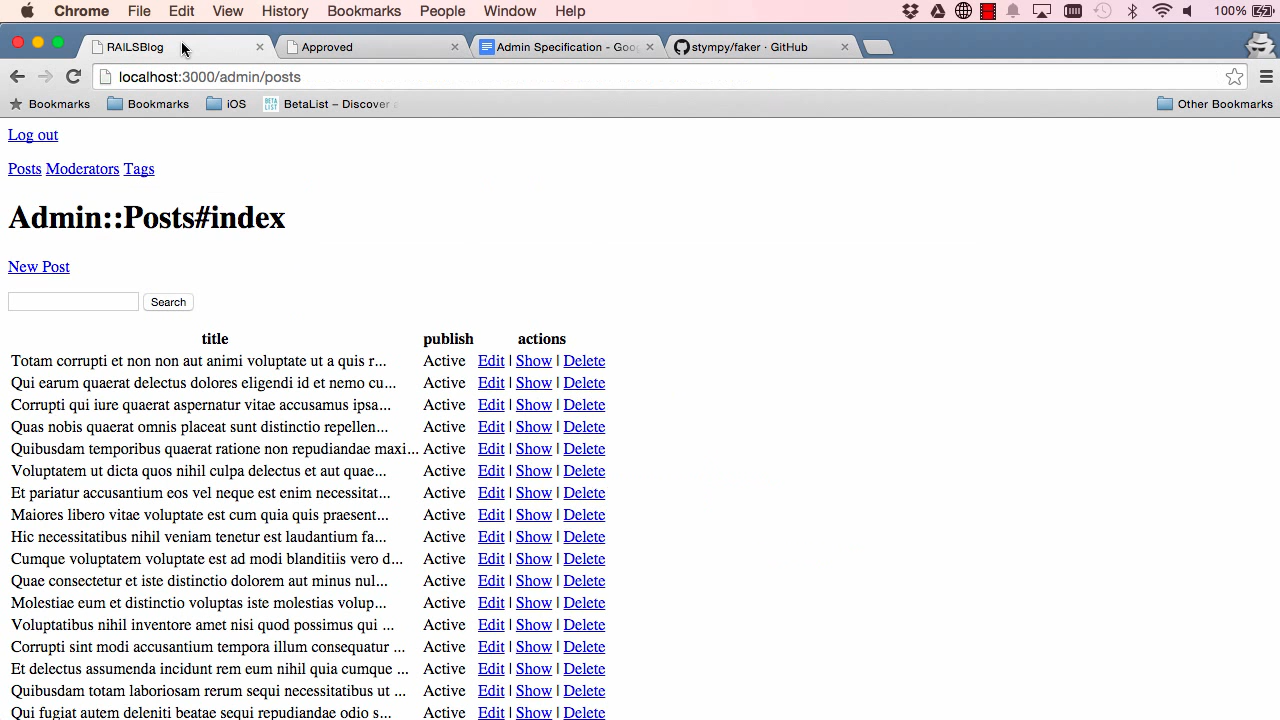 Chrome File Edit View History Bookmarks People Window Help 100%
RAILSBlog Approved Admin Specification - Goo stympy/faker · GitHub
localhost:3000/admin/posts
Bookmarks Bookmarks iOS BETA LIST BetaList – Discover Other Bookmarks
Log out
Posts Moderators Tags
Admin::Posts#index
New Post
Search
title publish actions
Totam corrupti et non non aut animi voluptate ut a quis r... Active Edit | Show | Delete
Qui earum quaerat delectus dolores eligendi id et nemo cu... Active Edit | Show | Delete
Corrupti qui iure quaerat aspernatur vitae accusamus ipsa... Active Edit | Show | Delete
Quas nobis quaerat omnis placeat sunt distinctio repellen... Active Edit | Show | Delete
Quibusdam temporibus quaerat ratione non repudiandae maxi... Active Edit | Show | Delete
Voluptatem ut dicta quos nihil culpa delectus et aut quae... Active Edit | Show | Delete
Et pariatur accusantium eos vel neque est enim necessitat... Active Edit | Show | Delete
Maiores libero vitae voluptate est cum quia quis praesent... Active Edit | Show | Delete
Hic necessitatibus nihil veniam tenetur est laudantium fa... Active Edit | Show | Delete
Cumque voluptatem voluptate est ad modi blanditiis vero d... Active Edit | Show | Delete
Quae consectetur et iste distinctio dolorem aut minus nul... Active Edit | Show | Delete
Molestiae eum et distinctio voluptas iste molestias volup... Active Edit | Show | Delete
Voluptatibus nihil inventore amet nisi quod possimus qui ... Active Edit | Show | Delete
Corrupti sint modi accusantium tempora illum consequatur ... Active Edit | Show | Delete
Et delectus assumenda incidunt rem eum nihil quia cumque ... Active Edit | Show | Delete
Quibusdam totam laboriosam rerum sequi necessitatibus ut ... Active Edit | Show | Delete
Qui fugiat autem deleniti beatae sequi repudiandae odio s... Active Edit | Show | Delete